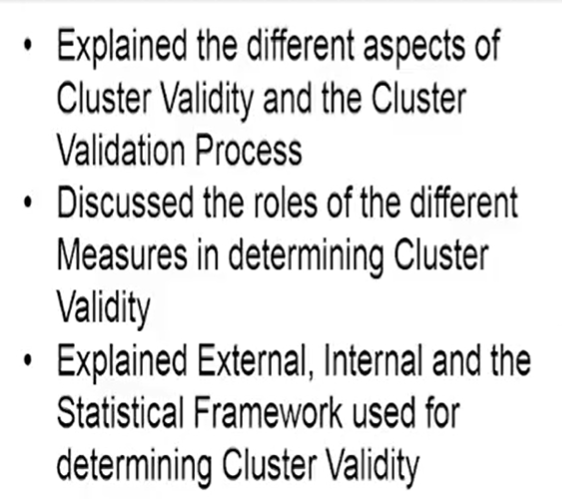 • Explained the different aspects of
Cluster Validity and the Cluster
Validation Process
• Discussed the roles of the different
Measures in determining Cluster
Validity
• Explained External, Internal and the
Statistical Framework used for
determining Cluster Validity